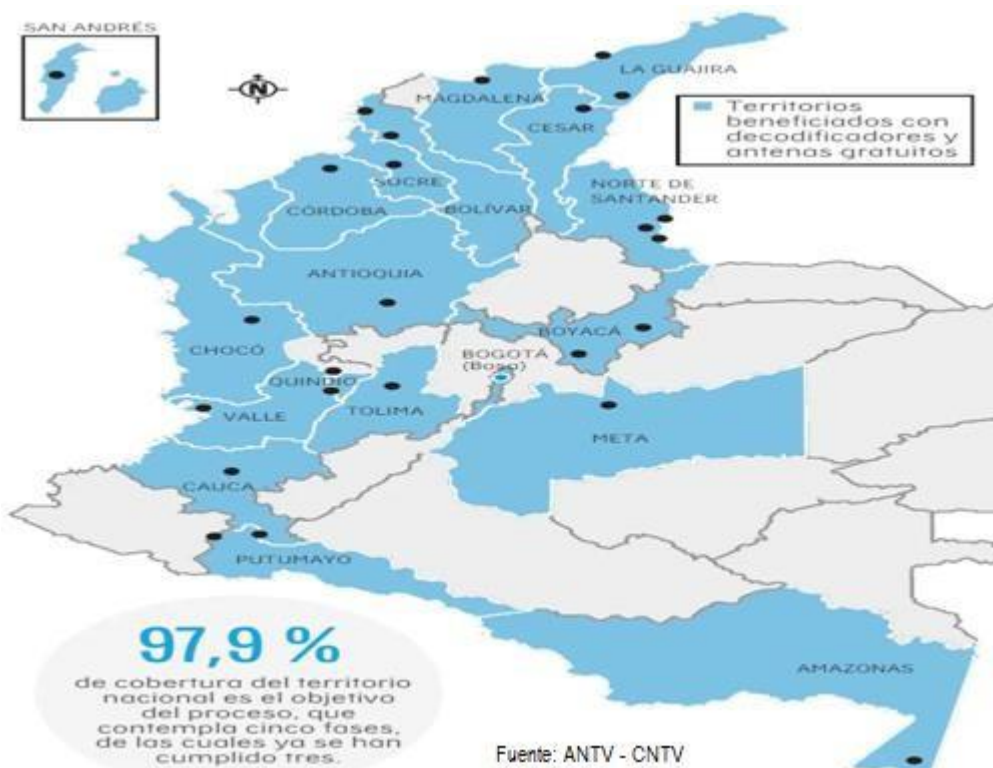 SAN ANDRÉS
N
LA GUAJIRA
MAGDALENA
CESAR
Territorios
beneficiados con
decodificadores y
antenas gratuitos
SUCRE
NORTE DE
SANTANDER
CÓRDOBA
BOLÍVAR
ANTIOQUIA
BOYACÁ
CHOCÓ
BOGOTÁ
(Bosa)
QUINDIO
VALLE
TOLIMA
META
CAUCA
PUTUMAYO
AMAZONAS
97,9 %
de cobertura del territorio
nacional es el objetivo
del proceso, que
contempla cinco fases,
de las cuales ya se han
cumplido tres.
Fuente: ANTV - CNTV